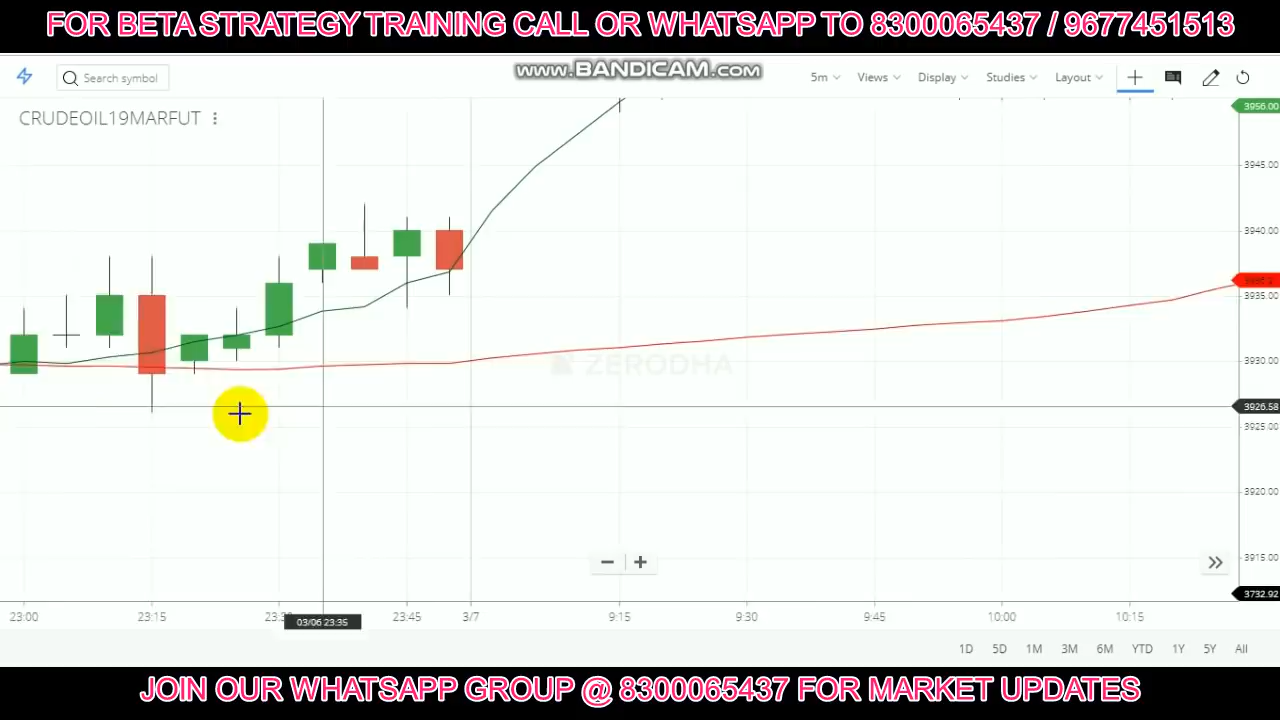 FOR BETA STRATEGY TRAINING CALL OR WHATSAPP TO 8300065437 / 9677451513
www.BANDICAM.com
Search symbol
5m Views Display Studies Layout
CRUDEOIL19MARFUT
3956.00
3945.00
3940.00
3935.00
3930.00
ZERODHA
3926.58
3925.00
3920.00
3915.00
3732.92
23:00 23:15 23:45 3/7 9:15 9:30 9:45 10:00 10:15
03/06 23:35
1D 5D 1M 3M 6M YTD 1Y 5Y All
JOIN OUR WHATSAPP GROUP @ 8300065437 FOR MARKET UPDATES